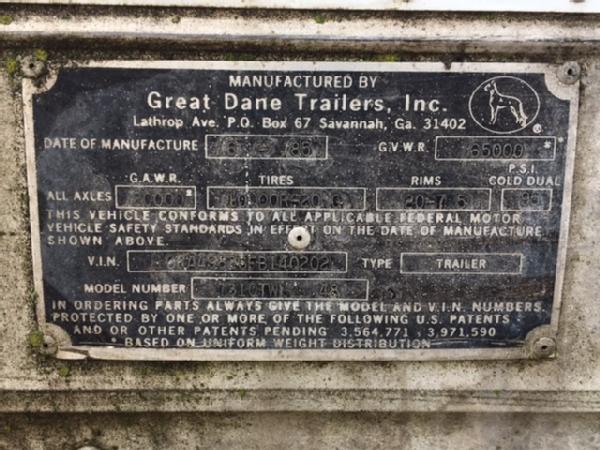 MANUFACTURED BY
Great Dane Trailers, Inc.
Lathrop Ave. P.O. Box 67 Savannah, Ga. 31402
DATE OF MANUFACTURE 6 - 85 G.V.W.R. 65000*
G.A.W.R. TIRES RIMS P.S.I. COLD DUAL
ALL AXLES 20000*
THIS VEHICLE CONFORMS TO ALL APPLICABLE FEDERAL MOTOR
VEHICLE SAFETY STANDARDS IN EFFECT ON THE DATE OF MANUFACTURE
SHOWN ABOVE.
V.I.N. TYPE TRAILER
MODEL NUMBER
IN ORDERING PARTS ALWAYS GIVE THE MODEL AND V.I.N. NUMBERS.
PROTECTED BY ONE OR MORE OF THE FOLLOWING U.S. PATENTS
AND OR OTHER PATENTS PENDING 3,564,771 , 3,971,590
* BASED ON UNIFORM WEIGHT DISTRIBUTION